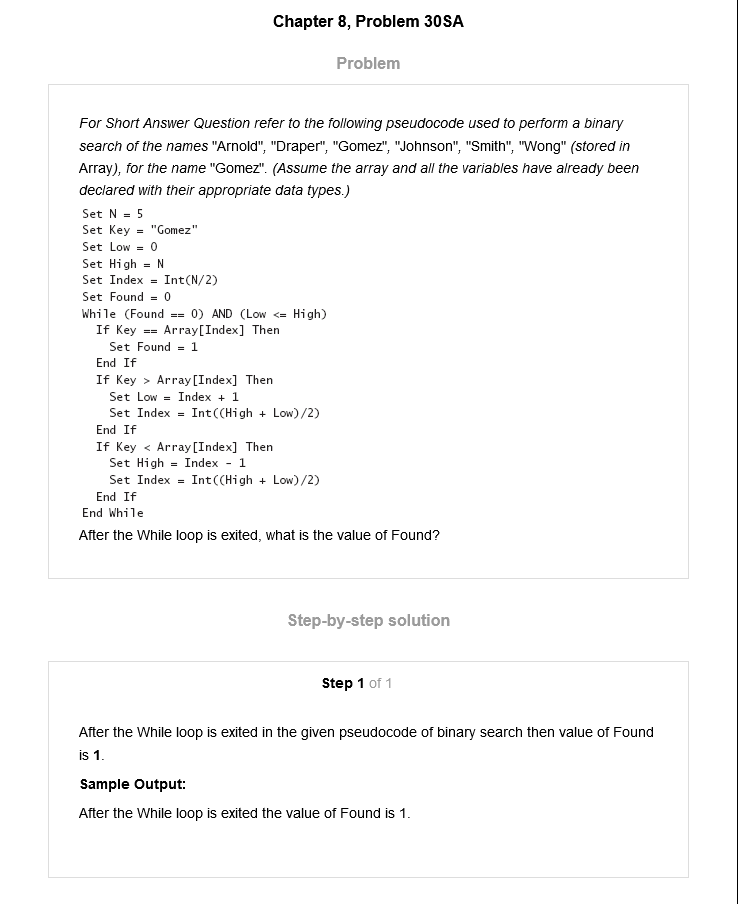 Chapter 8, Problem 30SA
Problem
For Short Answer Question refer to the following pseudocode used to perform a binary
search of the names "Arnold", "Draper", "Gomez", "Johnson", "Smith", "Wong" (stored in
Array), for the name "Gomez". (Assume the array and all the variables have already been
declared with their appropriate data types.)
Set N = 5
Set Key = "Gomez"
Set Low = 0
Set High = N
Set Index = Int(N/2)
Set Found = 0
While (Found == 0) AND (Low <= High)
If Key == Array[Index] Then
Set Found = 1
End If
If Key > Array[Index] Then
Set Low = Index + 1
Set Index = Int((High + Low)/2)
End If
If Key < Array[Index] Then
Set High = Index - 1
Set Index = Int((High + Low)/2)
End If
End While
After the While loop is exited, what is the value of Found?
Step-by-step solution
Step 1 of 1
After the While loop is exited in the given pseudocode of binary search then value of Found
is 1.
Sample Output:
After the While loop is exited the value of Found is 1.